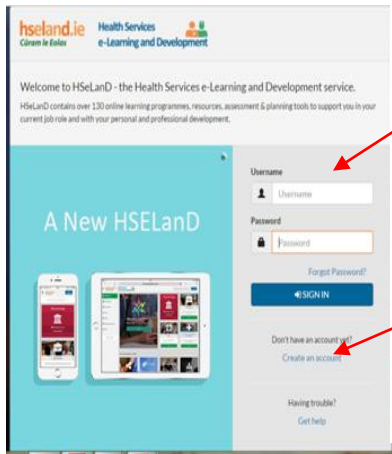 hseland.ie
Cúram le Eolas
Health Services
e-Learning and Development
Welcome to HSeLanD - the Health Services e-Learning and Development service.
HSeLanD contains over 130 online learning programmes, resources, assessment & planning tools to support you in your
current job role and with your personal and professional development.
A New HSELanD
Username
Username
Password
Password
Forgot Password?
SIGN IN
Don't have an account yet?
Create an account
Having trouble?
Get help